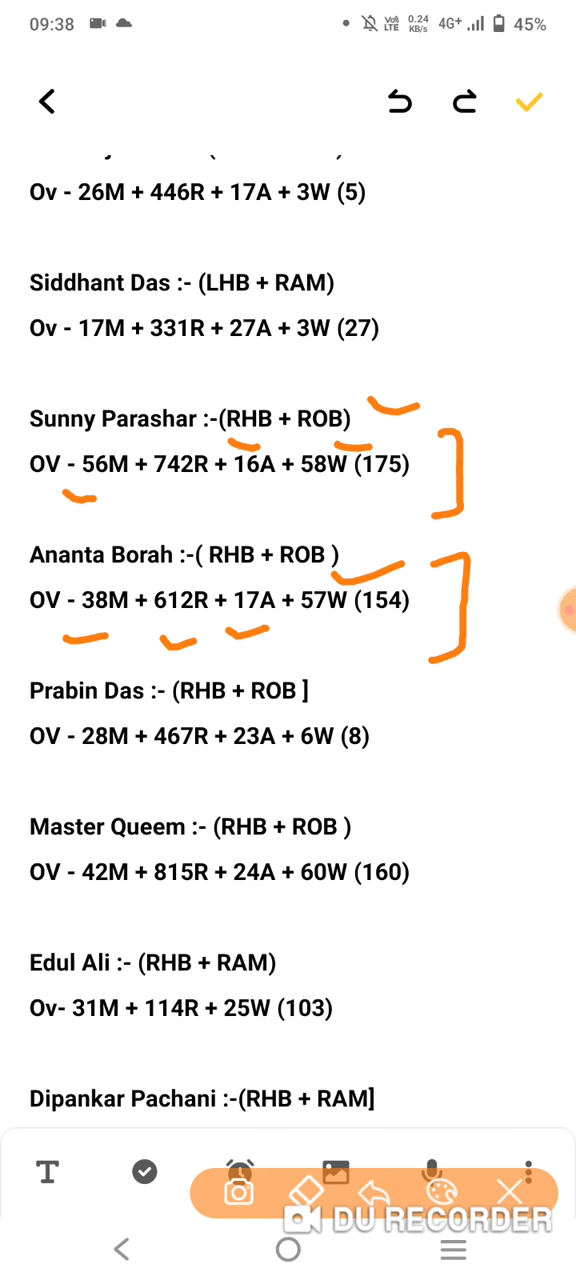 09:38 Vo) LTE 0.24 KB/s 4G+ 45%
Ov - 26M + 446R + 17A + 3W (5)
Siddhant Das :- (LHB + RAM)
Ov - 17M + 331R + 27A + 3W (27)
Sunny Parashar :-(RHB + ROB)
OV - 56M + 742R + 16A + 58W (175)
Ananta Borah :-( RHB + ROB )
OV - 38M + 612R + 17A + 57W (154)
Prabin Das :- (RHB + ROB ]
OV - 28M + 467R + 23A + 6W (8)
Master Queem :- (RHB + ROB )
OV - 42M + 815R + 24A + 60W (160)
Edul Ali :- (RHB + RAM)
Ov- 31M + 114R + 25W (103)
Dipankar Pachani :-(RHB + RAM]
T
DU RECORDER